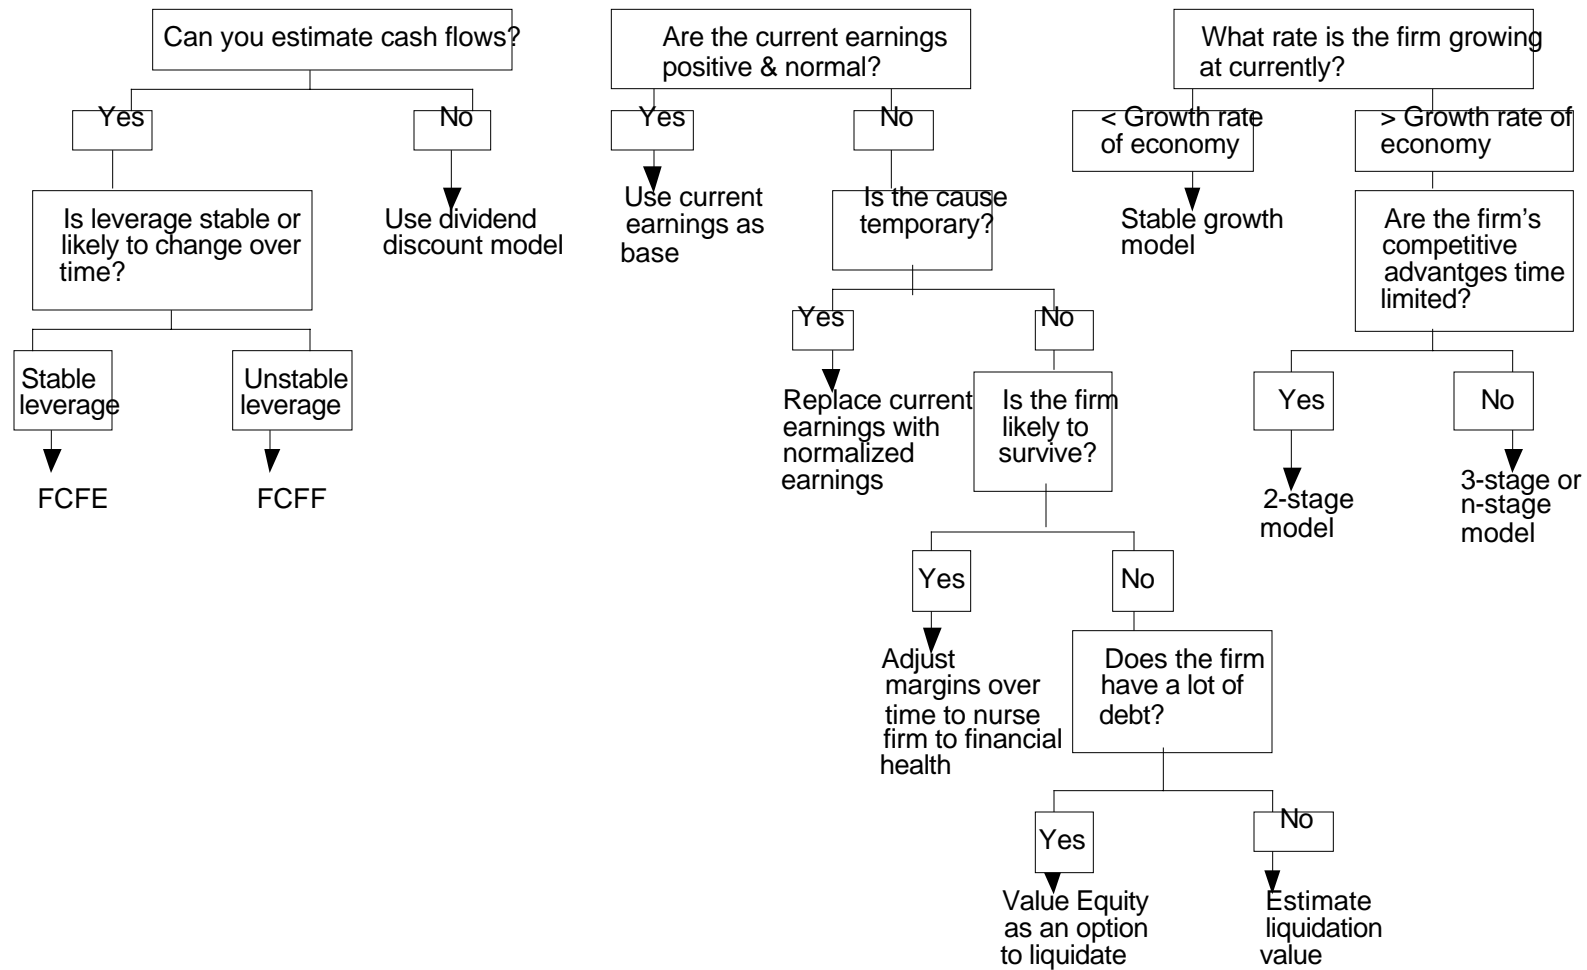 Can you estimate cash flows?
Yes
No
Is leverage stable or
likely to change over
time?
Use dividend
discount model
Stable
leverage
Unstable
leverage
FCFE
FCFF
Are the current earnings
positive & normal?
Yes
No
Use current
earnings as
base
Is the cause
temporary?
Yes
No
Replace current
earnings with
normalized
earnings
Is the firm
likely to
survive?
Yes
No
Adjust
margins over
time to nurse
firm to financial
health
Does the firm
have a lot of
debt?
Yes
No
Value Equity
as an option
to liquidate
Estimate
liquidation
value
What rate is the firm growing
at currently?
< Growth rate
of economy
> Growth rate of
economy
Stable growth
model
Are the firm’s
competitive
advantges time
limited?
Yes
No
2-stage
model
3-stage or
n-stage
model